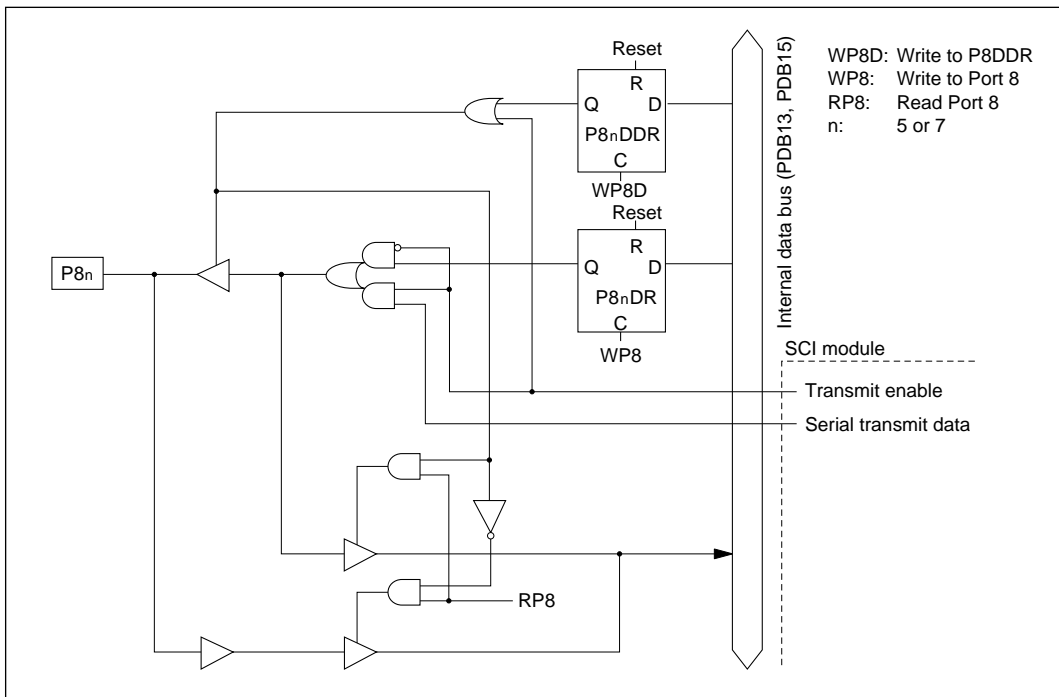 Reset
R
Q
D
P8nDDR
C
WP8D
Reset
R
Q
D
P8nDR
C
WP8
P8n
Internal data bus (PDB13, PDB15)
WP8D: Write to P8DDR
WP8: Write to Port 8
RP8: Read Port 8
n: 5 or 7
SCI module
Transmit enable
Serial transmit data
RP8